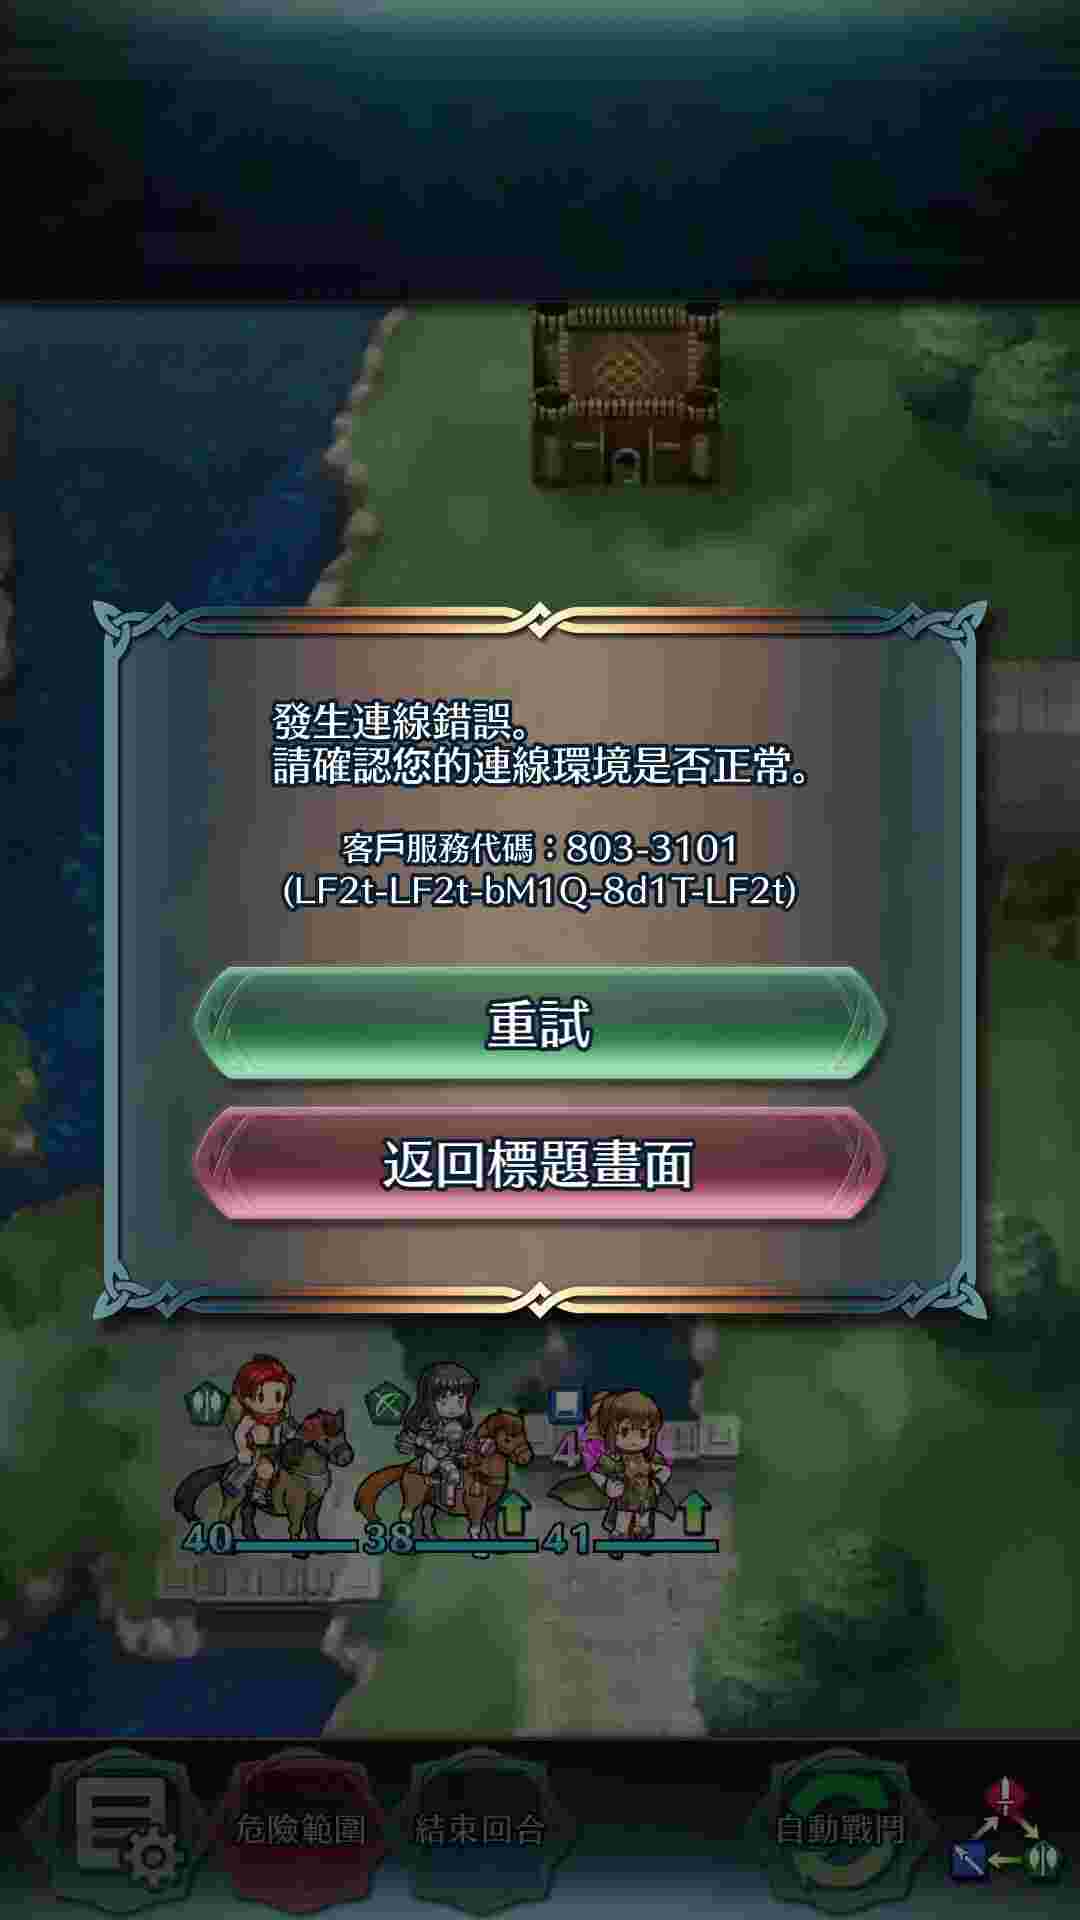 發生連線錯誤。
請確認您的連線環境是否正常。
客戶服務代碼：803-3101
(LF2t-LF2t-bM1Q-8d1T-LF2t)
重試
返回標題畫面
4
40
38
41
危險範圍
結束回合
自動戰鬥